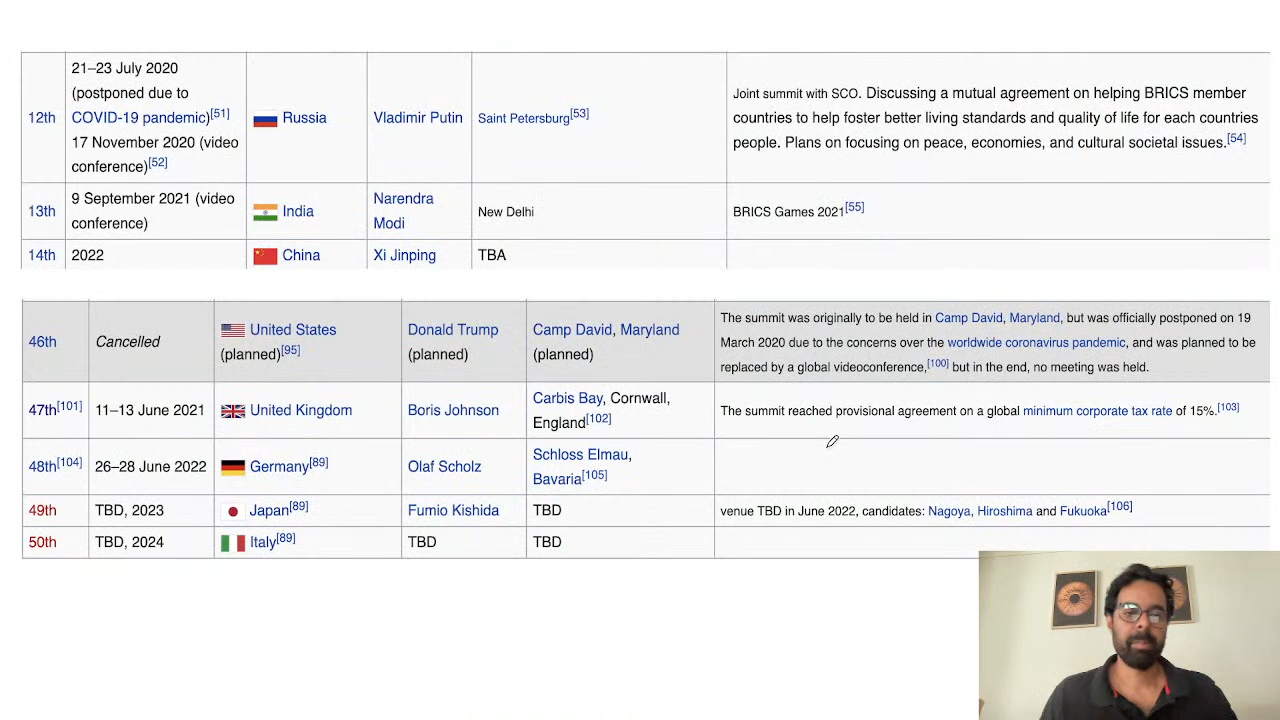 12th
21–23 July 2020
(postponed due to
COVID-19 pandemic)[51]
17 November 2020 (video
conference)[52]
Russia
Vladimir Putin
Saint Petersburg[53]
Joint summit with SCO. Discussing a mutual agreement on helping BRICS member
countries to help foster better living standards and quality of life for each countries
people. Plans on focusing on peace, economies, and cultural societal issues.[54]
13th
9 September 2021 (video
conference)
India
Narendra
Modi
New Delhi
BRICS Games 2021[55]
14th
2022
China
Xi Jinping
TBA
46th
Cancelled
United States
(planned)[95]
Donald Trump
(planned)
Camp David, Maryland
(planned)
The summit was originally to be held in Camp David, Maryland, but was officially postponed on 19
March 2020 due to the concerns over the worldwide coronavirus pandemic, and was planned to be
replaced by a global videoconference,[100] but in the end, no meeting was held.
47th[101]
11–13 June 2021
United Kingdom
Boris Johnson
Carbis Bay, Cornwall,
England[102]
The summit reached provisional agreement on a global minimum corporate tax rate of 15%.[103]
48th[104]
26–28 June 2022
Germany[89]
Olaf Scholz
Schloss Elmau,
Bavaria[105]
49th
TBD, 2023
Japan[89]
Fumio Kishida
TBD
venue TBD in June 2022, candidates: Nagoya, Hiroshima and Fukuoka[106]
50th
TBD, 2024
Italy[89]
TBD
TBD